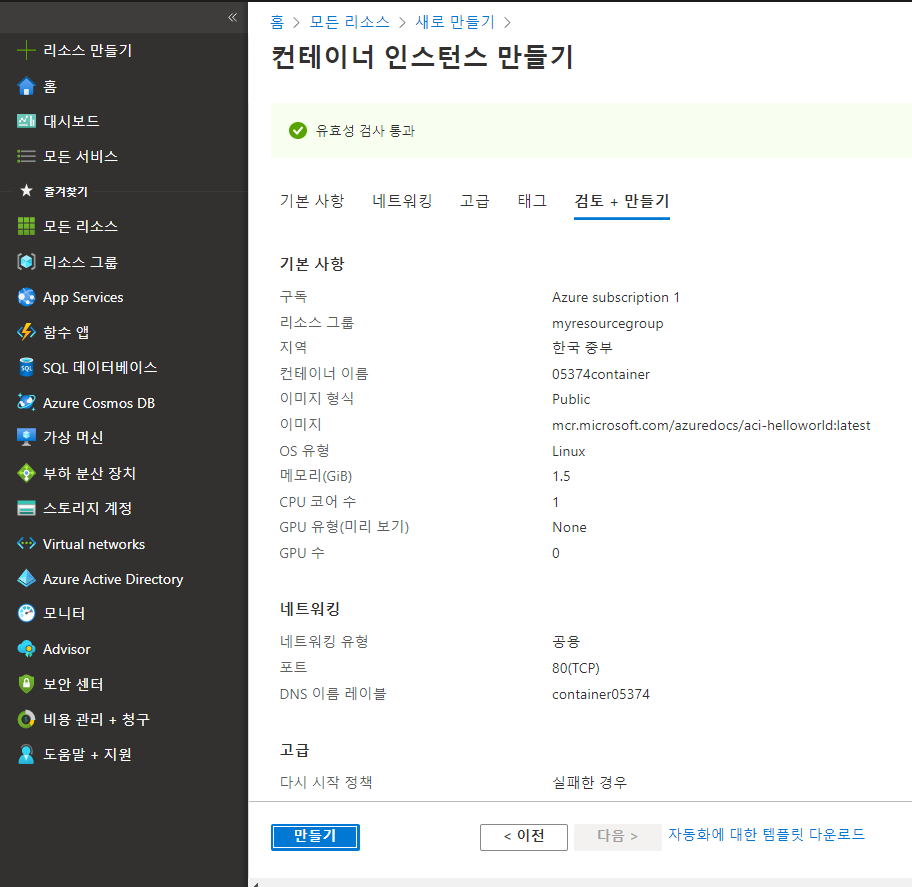 «
리소스 만들기
홈
대시보드
모든 서비스
즐겨찾기
모든 리소스
리소스 그룹
App Services
함수 앱
SQL 데이터베이스
Azure Cosmos DB
가상 머신
부하 분산 장치
스토리지 계정
Virtual networks
Azure Active Directory
모니터
Advisor
보안 센터
비용 관리 + 청구
도움말 + 지원
홈 > 모든 리소스 > 새로 만들기 >
컨테이너 인스턴스 만들기
유효성 검사 통과
기본 사항 네트워킹 고급 태그 검토 + 만들기
기본 사항
구독 Azure subscription 1
리소스 그룹 myresourcegroup
지역 한국 중부
컨테이너 이름 05374container
이미지 형식 Public
이미지 mcr.microsoft.com/azuredocs/aci-helloworld:latest
OS 유형 Linux
메모리(GiB) 1.5
CPU 코어 수 1
GPU 유형(미리 보기) None
GPU 수 0
네트워킹
네트워킹 유형 공용
포트 80(TCP)
DNS 이름 레이블 container05374
고급
다시 시작 정책 실패한 경우
만들기 < 이전 다음 > 자동화에 대한 템플릿 다운로드